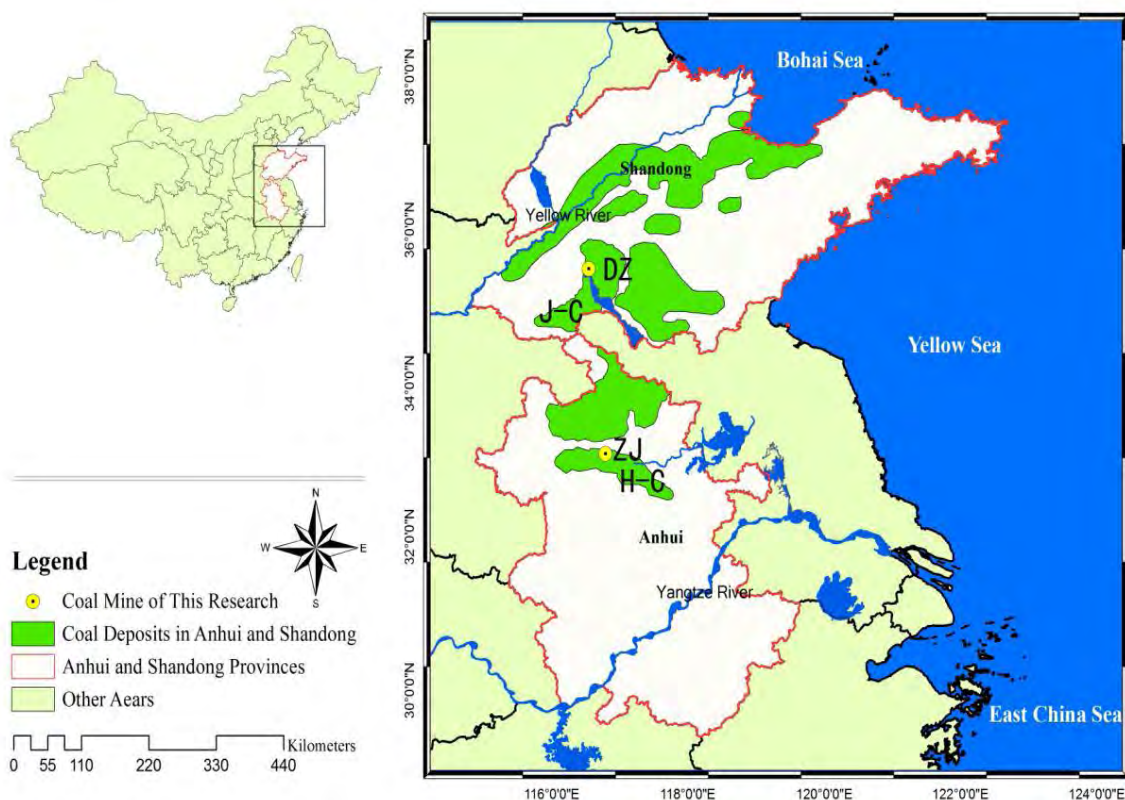 Bohai Sea
Shandong
Yellow River
DZ
J-C
Yellow Sea
ZJ
H-C
Anhui
Yangtze River
East China Sea
38°0'0"N
36°0'0"N
34°0'0"N
32°0'0"N
30°0'0"N
116°0'0"E
118°0'0"E
120°0'0"E
122°0'0"E
124°0'0"E
N
W
E
S
Legend
Coal Mine of This Research
Coal Deposits in Anhui and Shandong
Anhui and Shandong Provinces
Other Aears
Kilometers
0 55 110 220 330 440